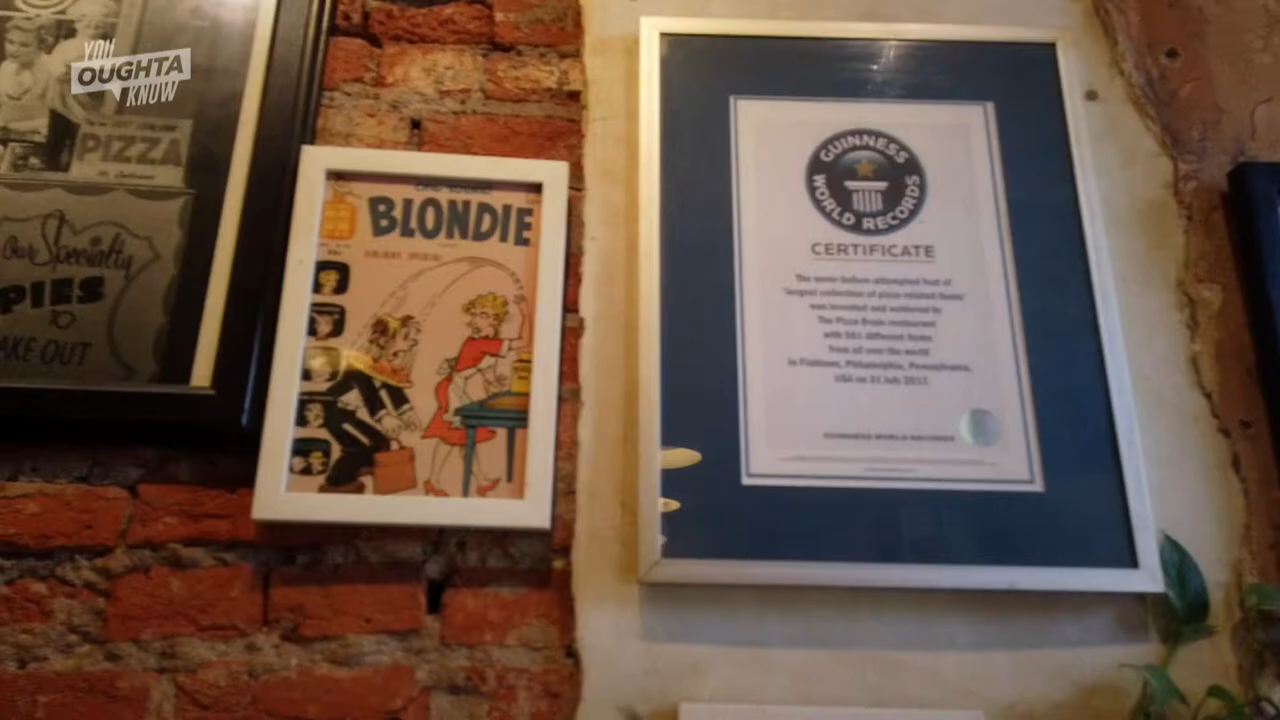 YOU
OUGHTA
KNOW
PIZZA
our Specialty
PIES
AKE OUT
BLONDIE
GUINNESS
WORLD RECORDS
CERTIFICATE
The never before attempted feat of
"largest collection of pizza-related items"
was invented and achieved by
The Pizza Brain restaurant
with 561 different items
from all over the world
in Fishtown, Philadelphia, Pennsylvania,
USA on 31 July 2011
GUINNESS WORLD RECORDS